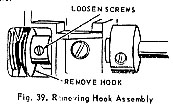 LOOSEN SCREWS
REMOVE HOOK
Fig. 39. Removing Hook Assembly